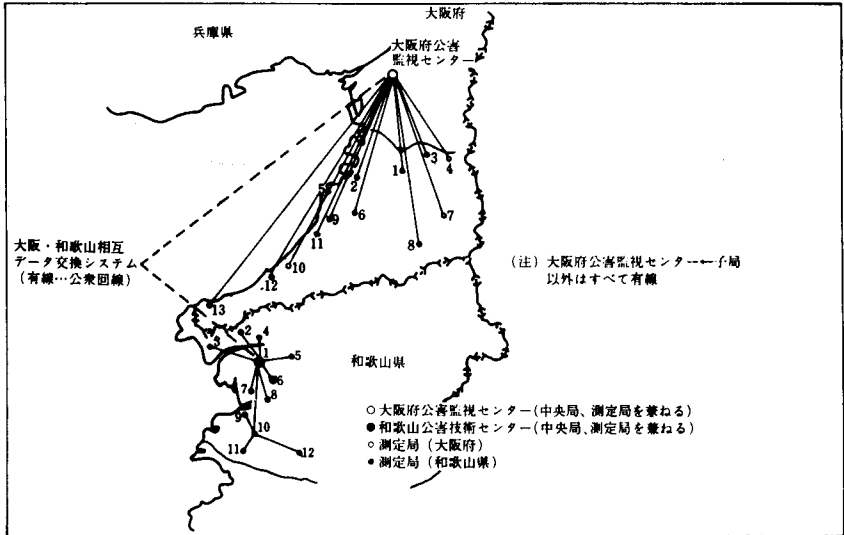 大阪府
兵庫県
大阪府公害
監視センター
3
4
1
2
5
6
7
9
11
8
10
12
13
大阪・和歌山相互
データ交換システム
(有線…公衆回線)
(注) 大阪府公害監視センター←子局
以外はすべて有線
2
4
3
1
5
和歌山県
6
7
8
9
10
11
12
○大阪府公害監視センター(中央局、測定局を兼ねる)
●和歌山公害技術センター(中央局、測定局を兼ねる)
○測定局(大阪府)
●測定局(和歌山県)